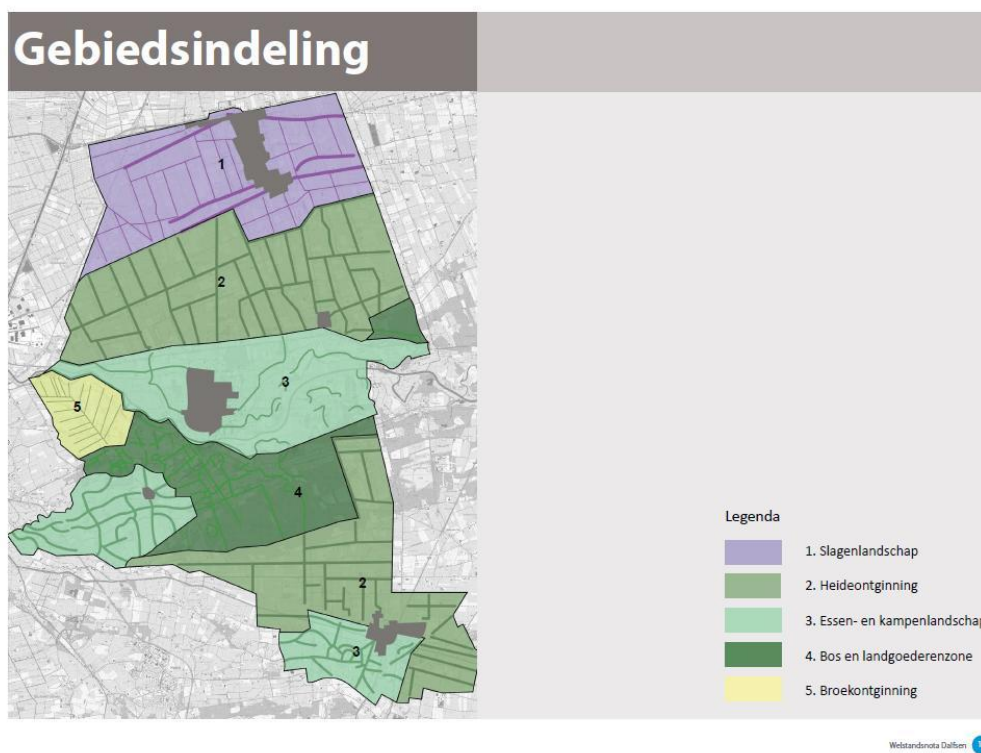 Gebiedsindeling
1
2
3
5
4
2
3
Legenda
1. Slagenlandschap
2. Heideontginning
3. Essen- en kampenlandschap
4. Bos en landgoederenzone
5. Broekontginning
Welstandsnota Dalfsen